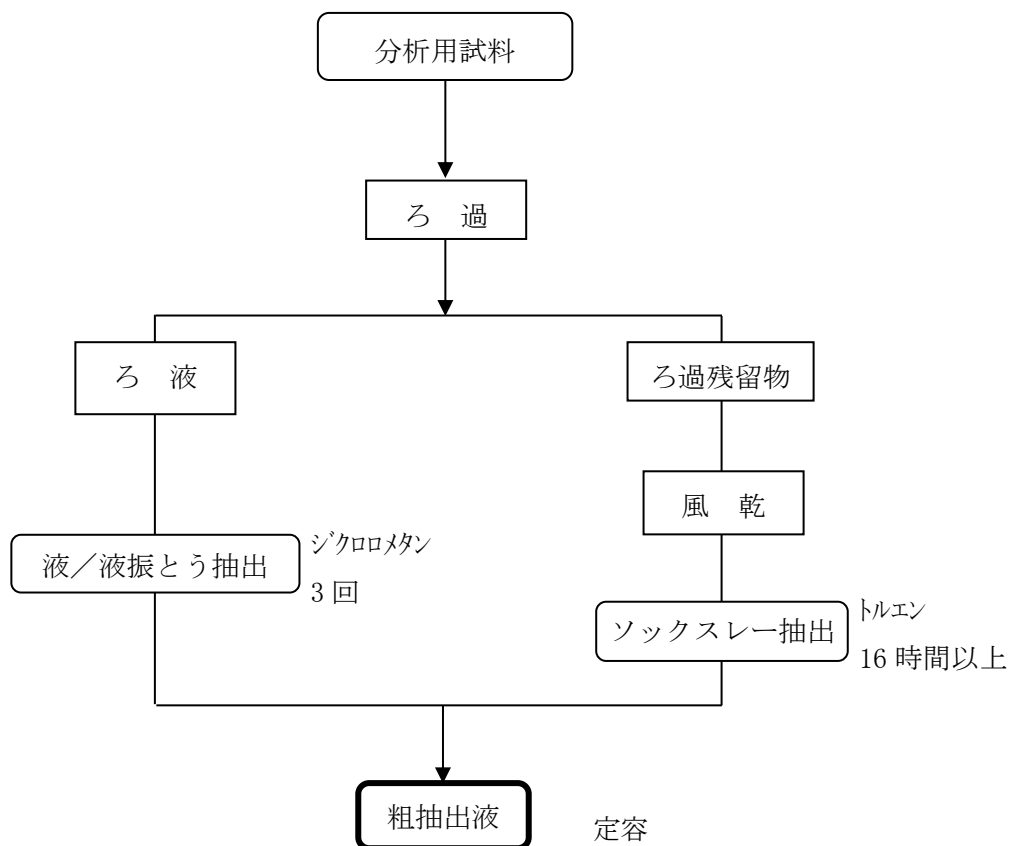 分析用試料
ろ　過
ろ　液
ろ過残留物
風　乾
液／液振とう抽出
ｼﾞｸﾛﾛﾒﾀﾝ
3 回
ソックスレー抽出
ﾄﾙｴﾝ
16 時間以上
粗抽出液
定容